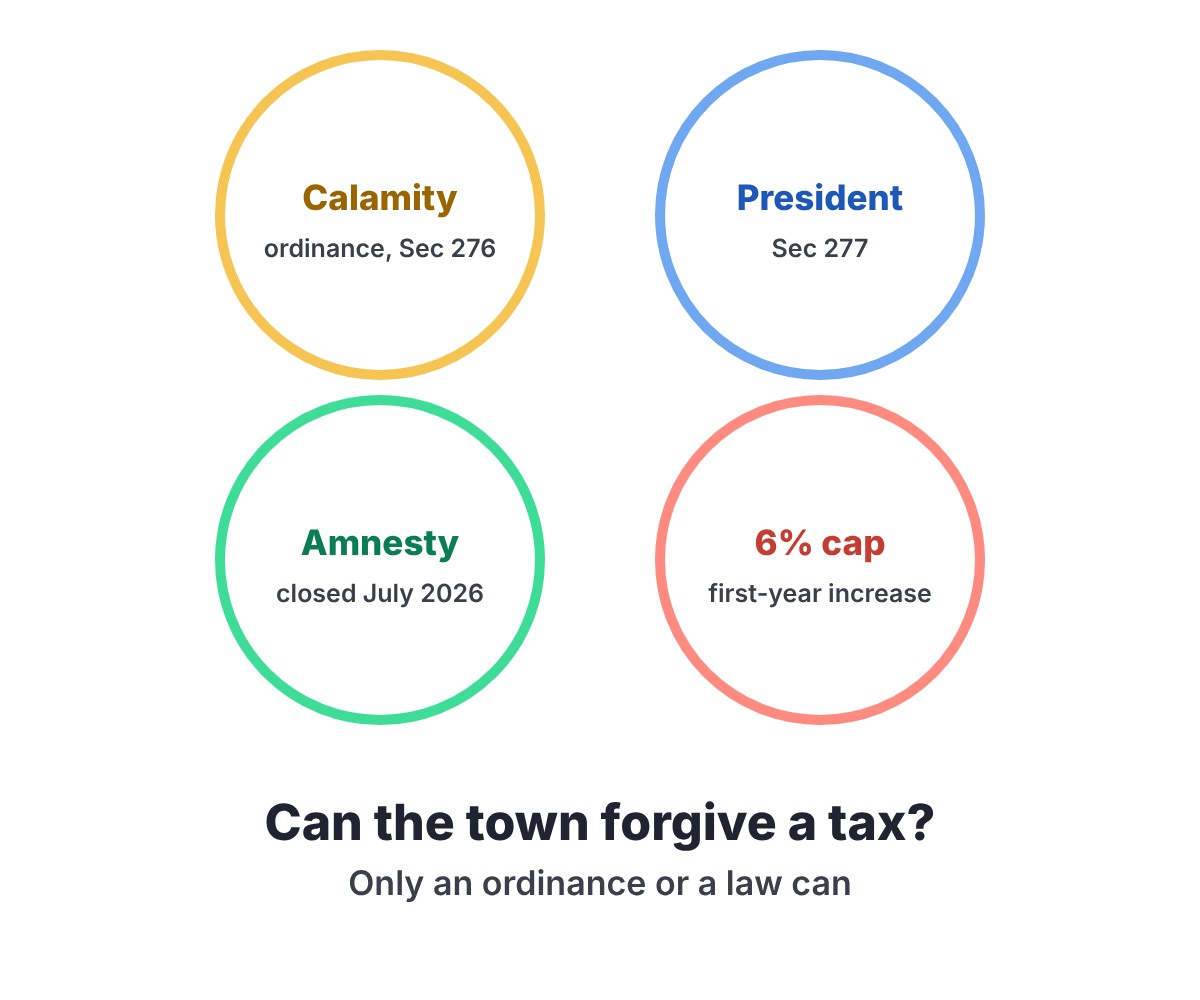 Calamity
ordinance, Sec 276
President
Sec 277
Amnesty
closed July 2026
6% cap
first-year increase
Can the town forgive a tax?
Only an ordinance or a law can